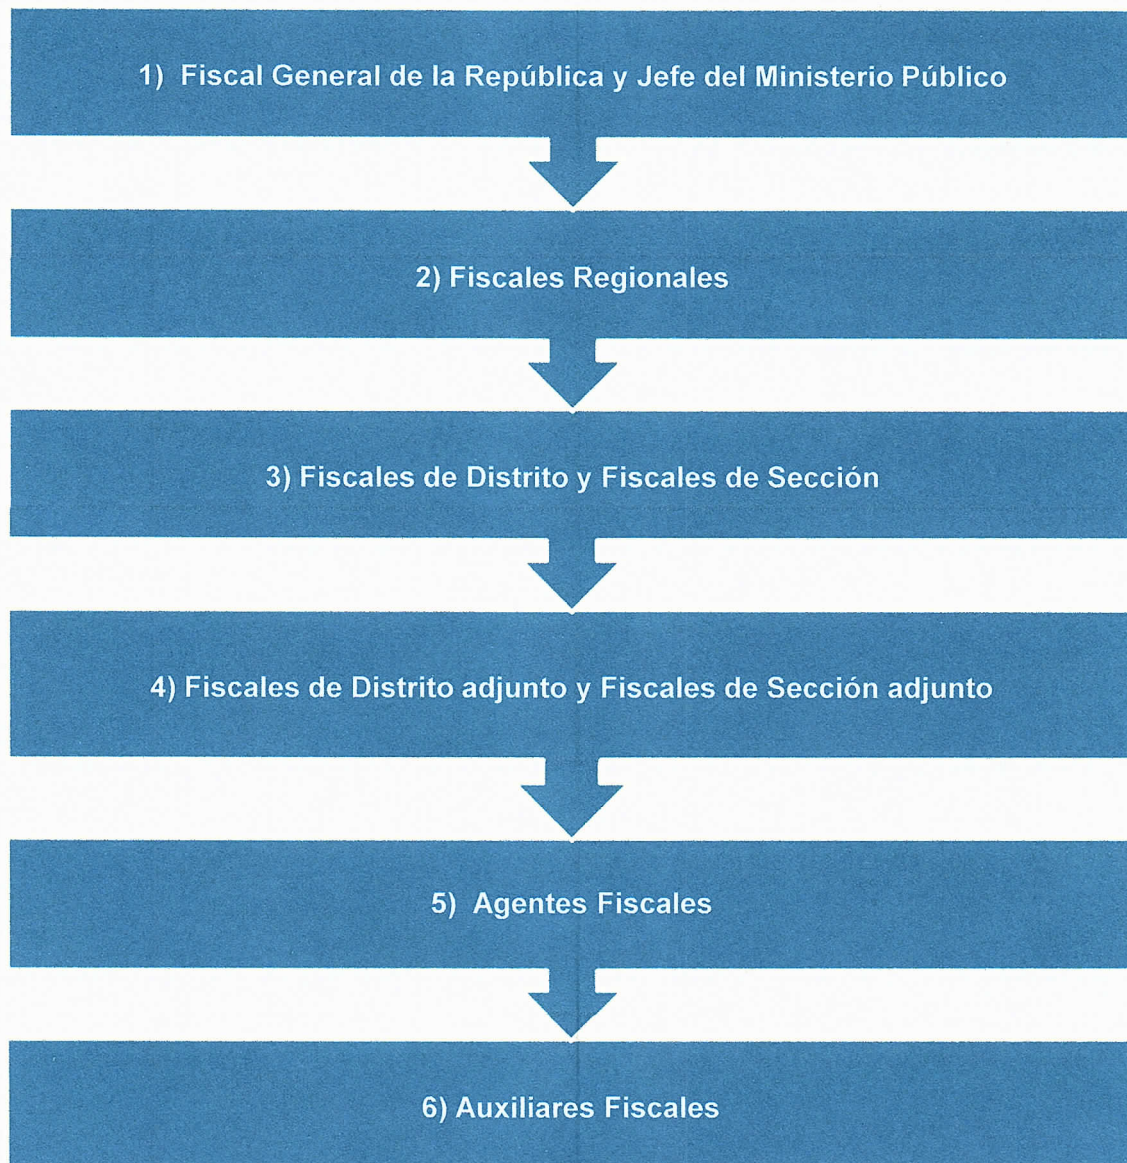 1) Fiscal General de la República y Jefe del Ministerio Público
2) Fiscales Regionales
3) Fiscales de Distrito y Fiscales de Sección
4) Fiscales de Distrito adjunto y Fiscales de Sección adjunto
5) Agentes Fiscales
6) Auxiliares Fiscales